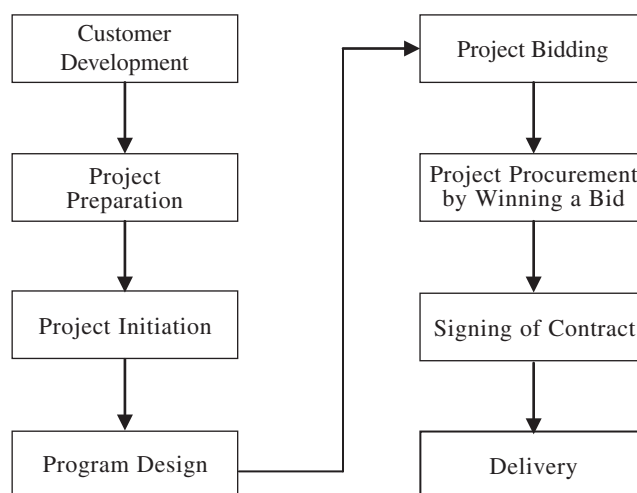 Customer
Development
Project
Preparation
Project Initiation
Program Design
Project Bidding
Project Procurement
by Winning a Bid
Signing of Contract
Delivery